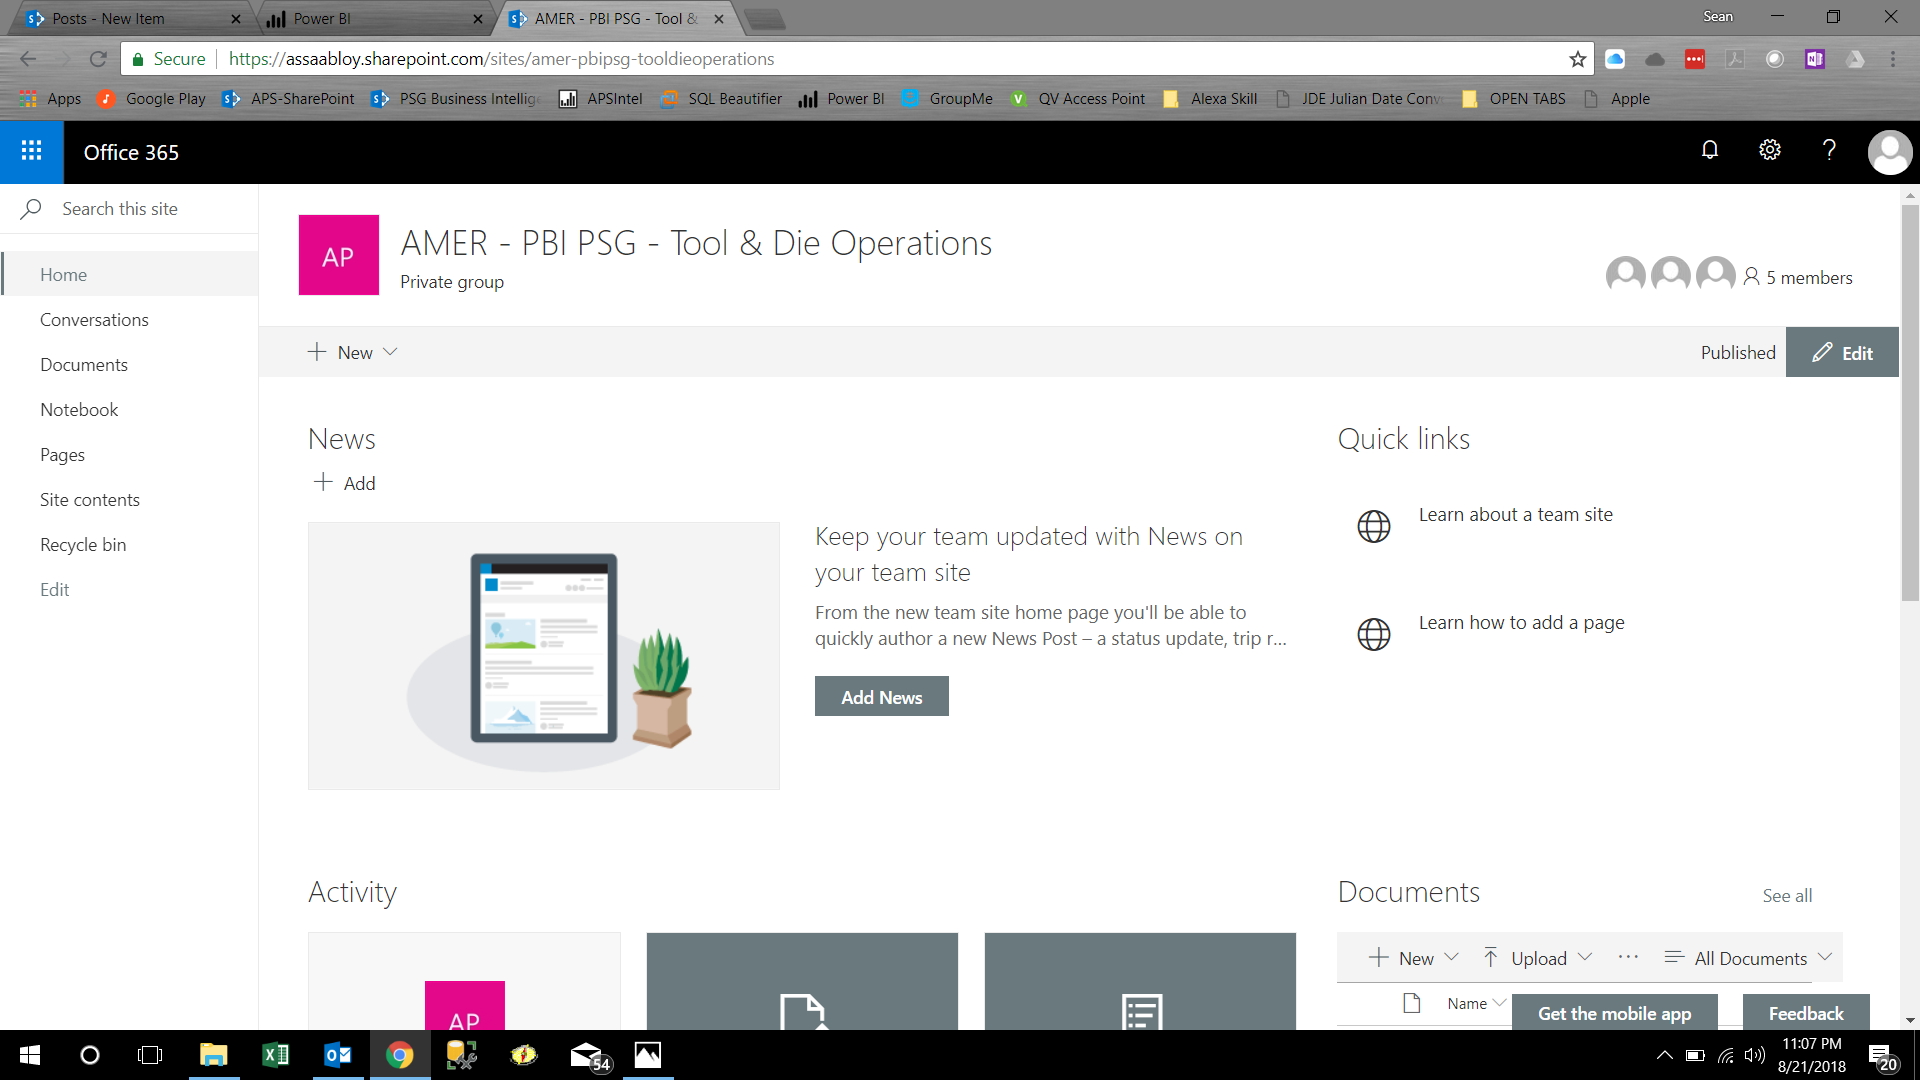 Posts - New Item
Power BI
AMER - PBI PSG - Tool &
Sean
Secure
https://assaabloy.sharepoint.com/sites/amer-pbipsg-tooldieoperations
Apps
Google Play
APS-SharePoint
PSG Business Intellig
APSIntel
SQL Beautifier
Power BI
GroupMe
QV Access Point
Alexa Skill
JDE Julian Date Conv
OPEN TABS
Apple
Office 365
?
Search this site
Home
Conversations
Documents
Notebook
Pages
Site contents
Recycle bin
Edit
AP
AMER - PBI PSG - Tool & Die Operations
Private group
5 members
New
Published
Edit
News
Add
Keep your team updated with News on
your team site
From the new team site home page you'll be able to
quickly author a new News Post – a status update, trip r...
Add News
Quick links
Learn about a team site
Learn how to add a page
Activity
AP
Documents
See all
New
Upload
All Documents
Name
Get the mobile app
Feedback
54
11:07 PM
8/21/2018
20